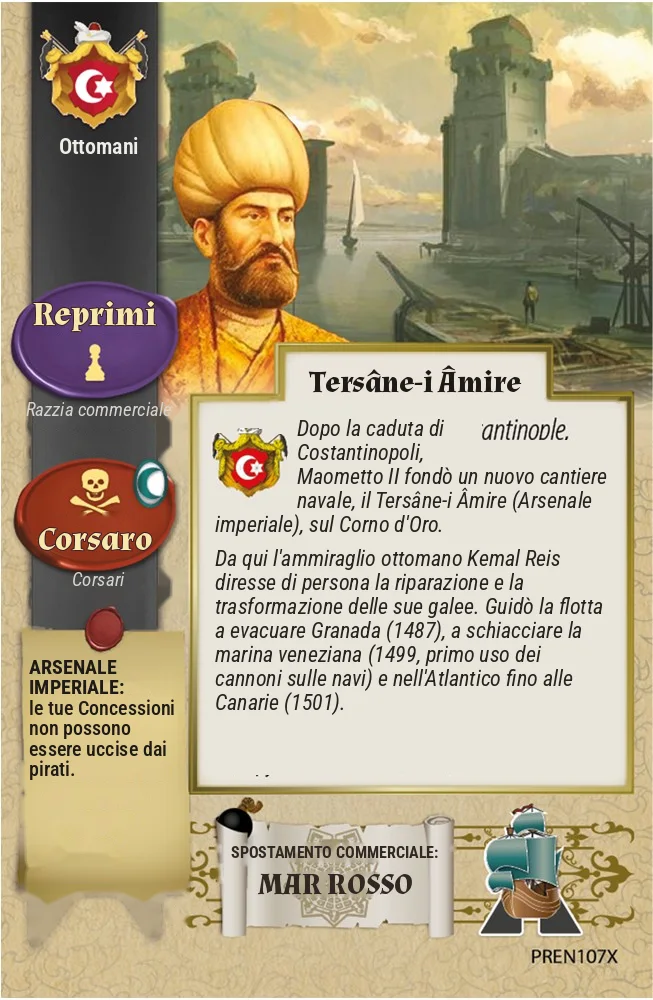 Ottomani
Reprimi
Razzia commerciale
Corsaro
Corsari
ARSENALE
IMPERIALE:
le tue Concessioni
non possono
essere uccise dai
pirati.
Tersâne-i Âmire
Dopo la caduta di antinople.
Costantinopoli,
Maometto II fondò un nuovo cantiere
navale, il Tersâne-i Âmire (Arsenale
imperiale), sul Corno d'Oro.
Da qui l'ammiraglio ottomano Kemal Reis
diresse di persona la riparazione e la
trasformazione delle sue galee. Guidò la flotta
a evacuare Granada (1487), a schiacciare la
marina veneziana (1499, primo uso dei
cannoni sulle navi) e nell'Atlantico fino alle
Canarie (1501).
SPOSTAMENTO COMMERCIALE:
MAR ROSSO
PREN107X